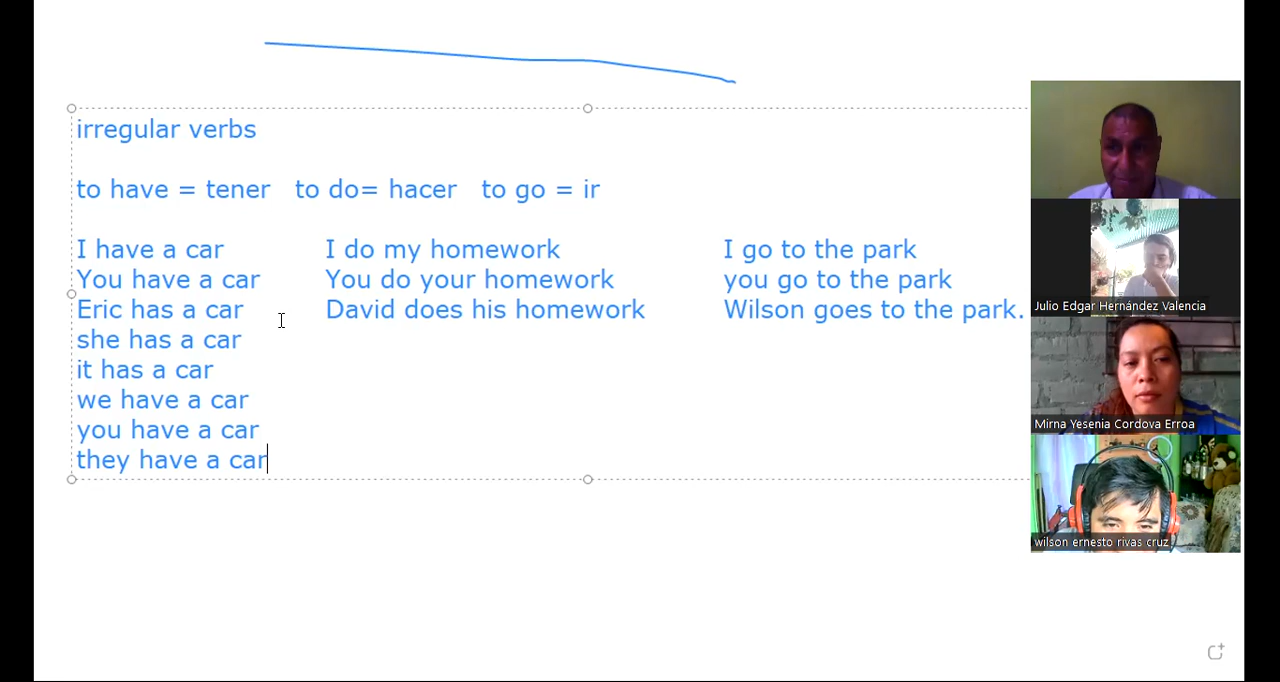 irregular verbs
to have = tener   to do= hacer   to go = ir
I have a car   I do my homework   I go to the park
You have a car   You do your homework   you go to the park
Eric has a car   David does his homework   Wilson goes to the park.
she has a car
it has a car
we have a car
you have a car
they have a car
Julio Edgar Hernández Valencia
Mirna Yesenia Cordova Erroa
wilson ernesto rivas cruz